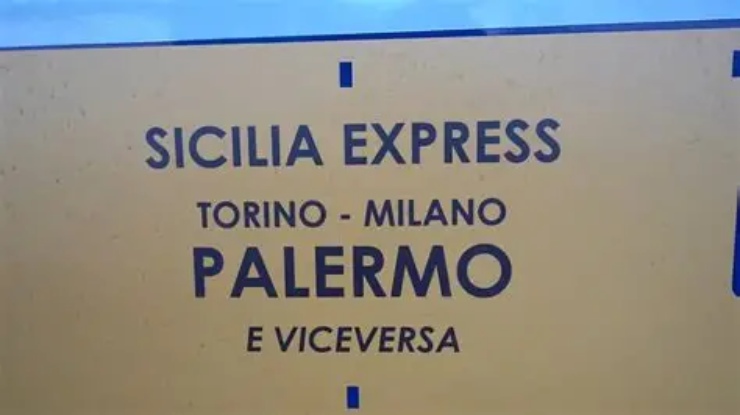 SICILIA EXPRESS
TORINO - MILANO
PALERMO
E VICEVERSA